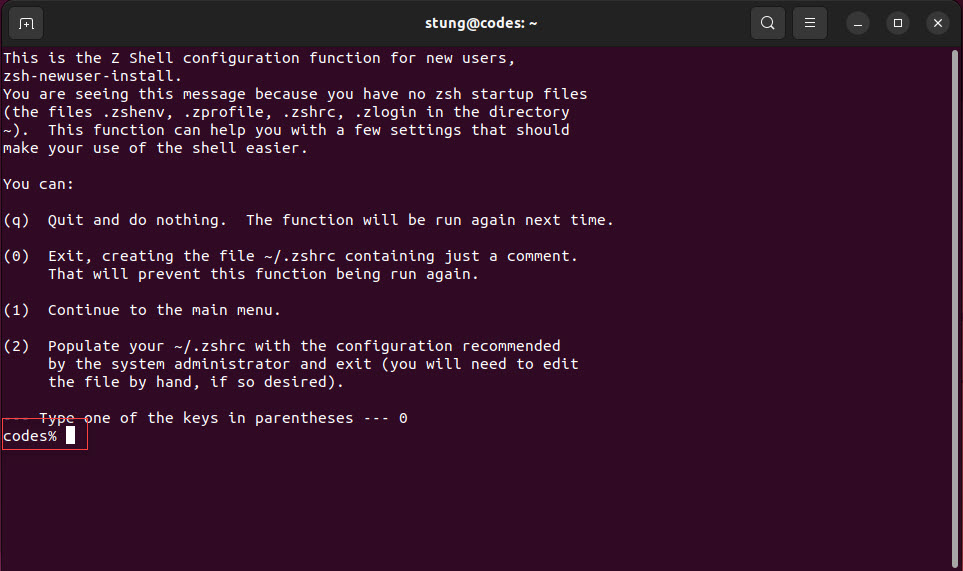 stung@codes: ~
This is the Z Shell configuration function for new users,
zsh-newuser-install.
You are seeing this message because you have no zsh startup files
(the files .zshenv, .zprofile, .zshrc, .zlogin in the directory
~).  This function can help you with a few settings that should
make your use of the shell easier.
You can:
(q)  Quit and do nothing.  The function will be run again next time.
(0)  Exit, creating the file ~/.zshrc containing just a comment.
     That will prevent this function being run again.
(1)  Continue to the main menu.
(2)  Populate your ~/.zshrc with the configuration recommended
     by the system administrator and exit (you will need to edit
     the file by hand, if so desired).
--- Type one of the keys in parentheses --- 0
codes%